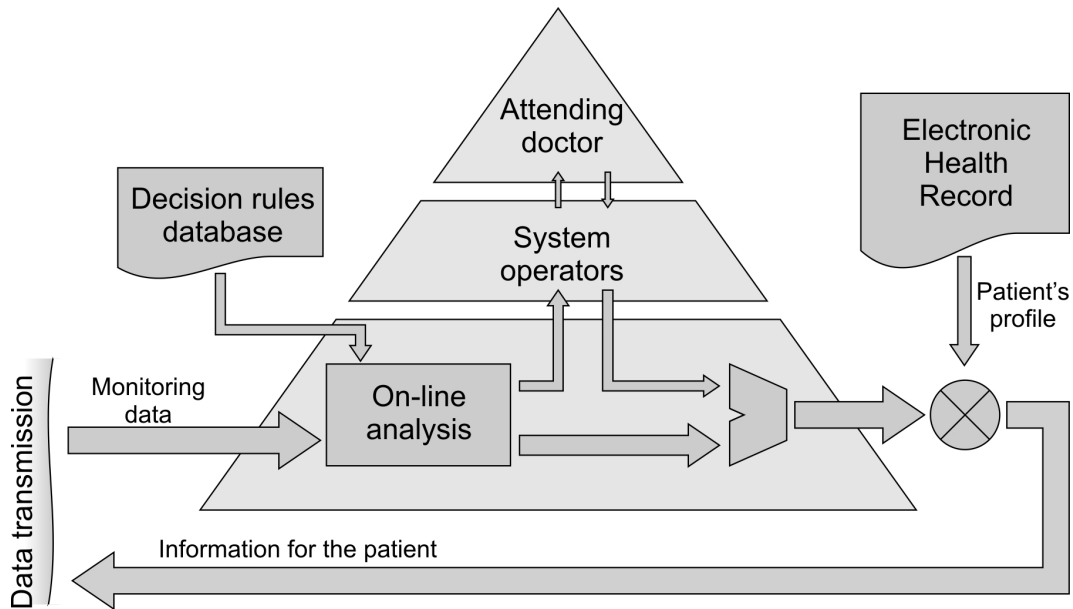 Attending
doctor
Electronic
Health
Record
Decision rules
database
System
operators
Patient's
profile
Monitoring
data
On-line
analysis
Data transmission
Information for the patient